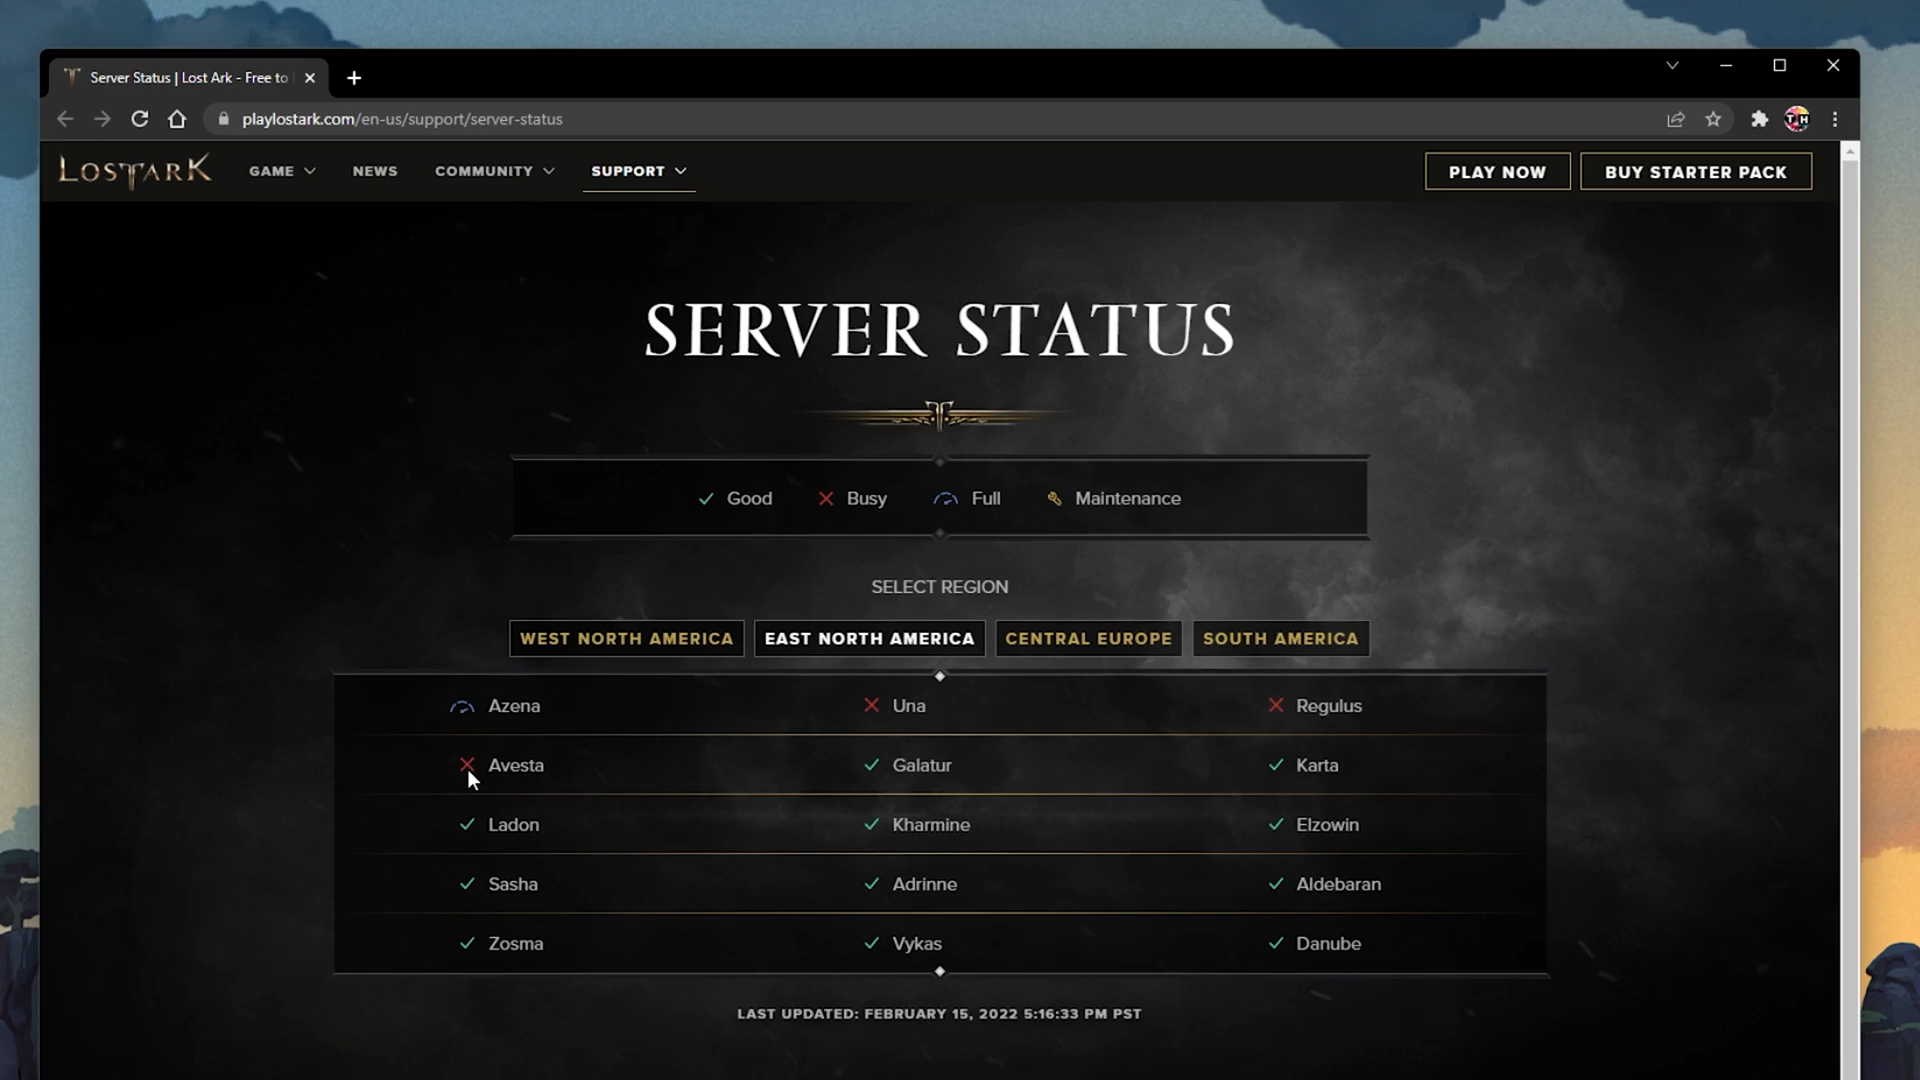 Server Status | Lost Ark - Free to
playlostark.com/en-us/support/server-status
TH
LOST ARK GAME NEWS COMMUNITY SUPPORT PLAY NOW BUY STARTER PACK
SERVER STATUS
Good Busy Full Maintenance
SELECT REGION
WEST NORTH AMERICA EAST NORTH AMERICA CENTRAL EUROPE SOUTH AMERICA
Azena Una Regulus
Avesta Galatur Karta
Ladon Kharmine Elzowin
Sasha Adrinne Aldebaran
Zosma Vykas Danube
LAST UPDATED: FEBRUARY 15, 2022 5:16:33 PM PST